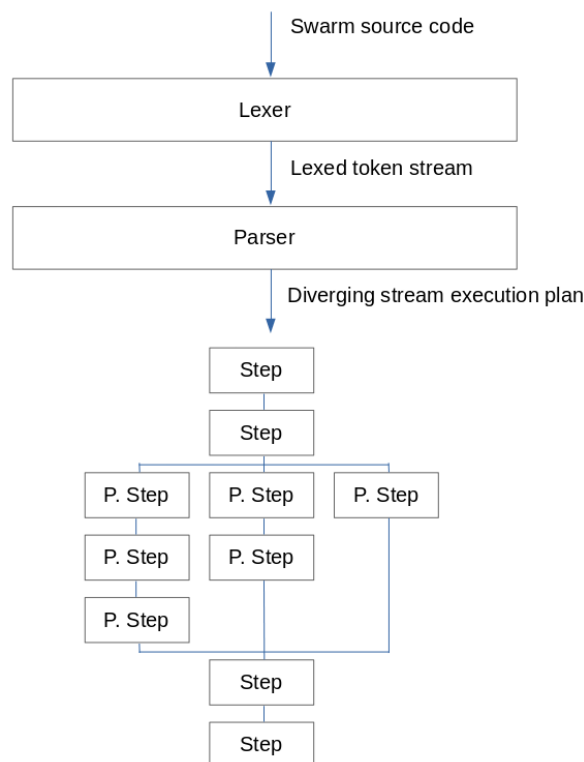 Swarm source code
Lexer
Lexed token stream
Parser
Diverging stream execution plan
Step
Step
P. Step P. Step P. Step
P. Step P. Step
P. Step
Step
Step